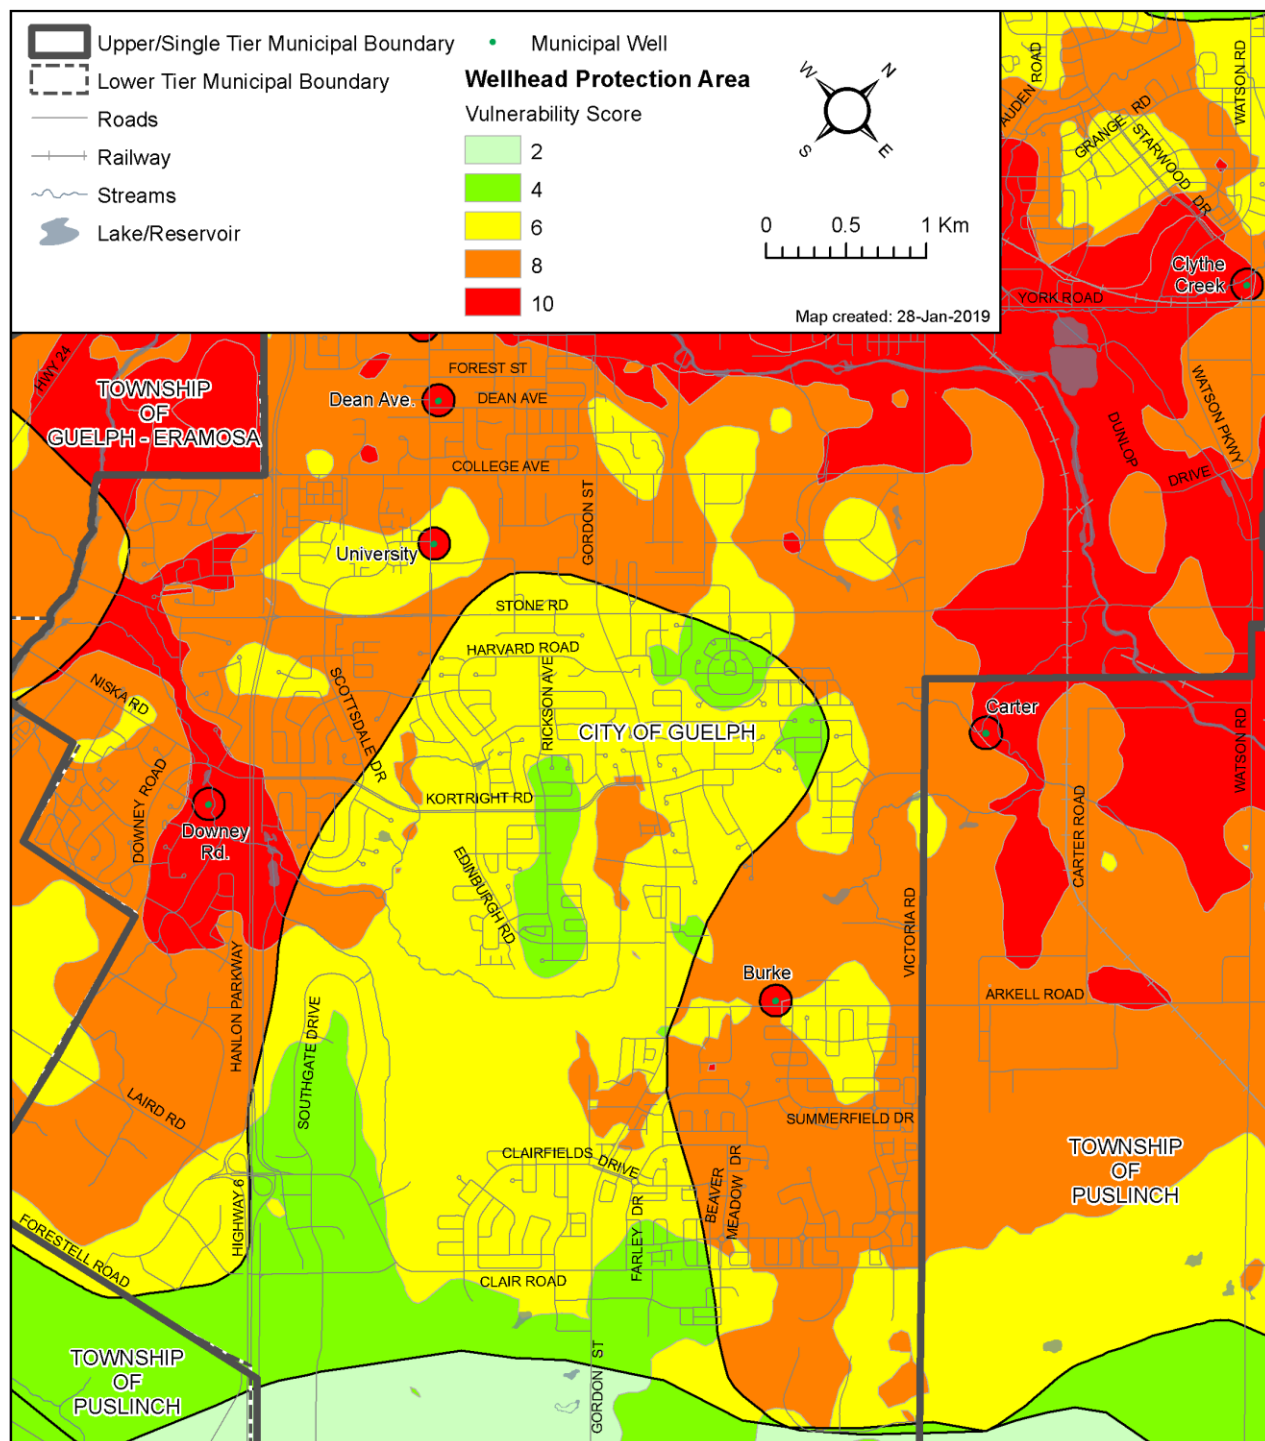 Upper/Single Tier Municipal Boundary
Lower Tier Municipal Boundary
Roads
Railway
Streams
Lake/Reservoir
Municipal Well
Wellhead Protection Area
Vulnerability Score
2
4
6
8
10
W
N
S
E
0
0.5
1 Km
Map created: 28-Jan-2019
AUDEN ROAD
GRANGE RD
STARWOOD DR
WATSON RD
Clythe
Creek
YORK ROAD
HWY 24
TOWNSHIP
OF
GUELPH - ERAMOSA
FOREST ST
Dean Ave.
DEAN AVE
COLLEGE AVE
GORDON ST
University
WATSON PKWY
DUNLOP
DRIVE
STONE RD
HARVARD ROAD
RICKSON AVE
SCOTTSDALE DR
NISKA RD
CITY OF GUELPH
Carter
WATSON RD
DOWNEY ROAD
Downey
Rd.
KORTRIGHT RD
EDINBURGH RD
CARTER ROAD
VICTORIA RD
HANLON PARKWAY
SOUTHGATE DRIVE
Burke
ARKELL ROAD
LAIRD RD
SUMMERFIELD DR
CLAIRFIELDS DRIVE
BEAVER
MEADOW DR
TOWNSHIP
OF
PUSLINCH
HIGHWAY 6
FARLEY DR
FORESTELL ROAD
CLAIR ROAD
GORDON ST
TOWNSHIP
OF
PUSLINCH